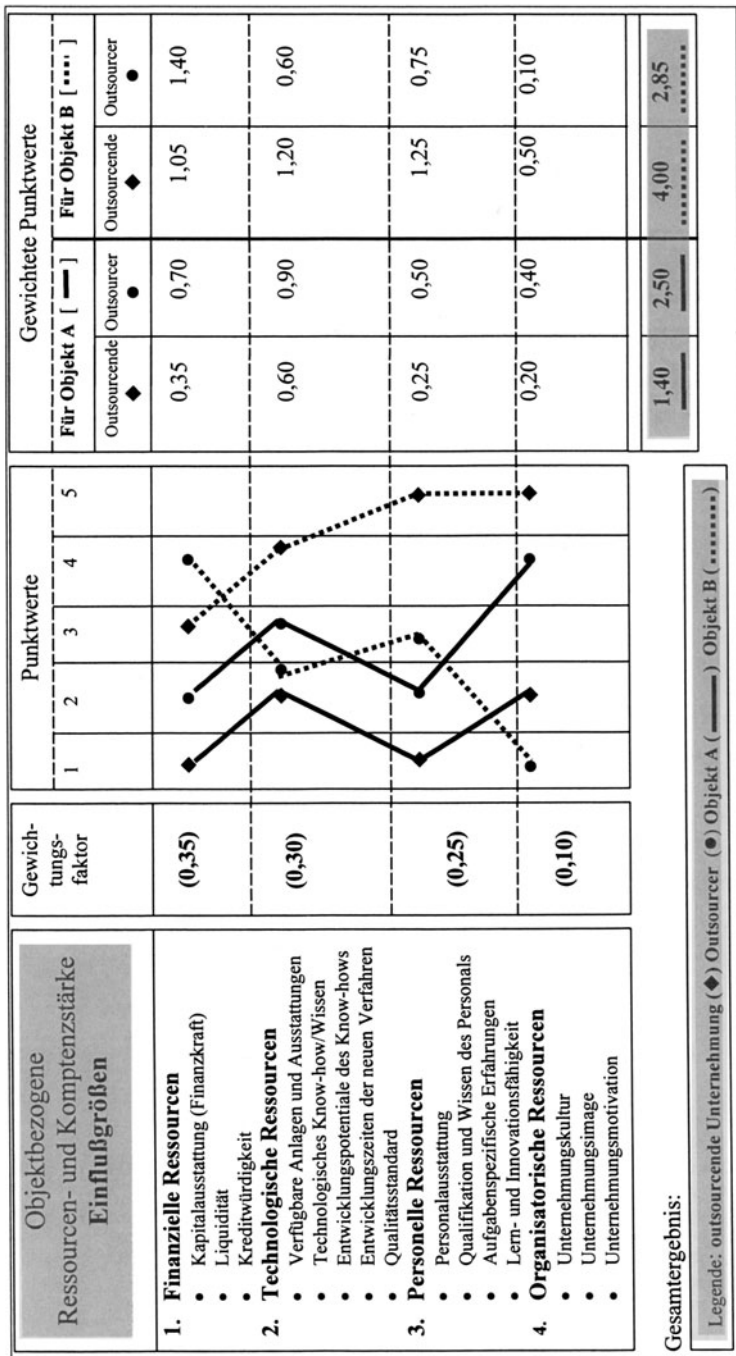 Objektbezogene
Ressourcen- und Komptenzstärke
Einflußgrößen
Gewich-
tungs-
faktor
Punktwerte
1 2 3 4 5
Gewichtete Punktwerte
Für Objekt A [ — ] Für Objekt B [ ···· ]
Outsourcende Outsourcer Outsourcende Outsourcer
◆ ● ◆ ●
1. Finanzielle Ressourcen (0,35) 0,35 0,70 1,05 1,40
• Kapitalausstattung (Finanzkraft)
• Liquidität
• Kreditwürdigkeit
2. Technologische Ressourcen (0,30) 0,60 0,90 1,20 0,60
• Verfügbare Anlagen und Ausstattungen
• Technologisches Know-how/Wissen
• Entwicklungspotentiale des Know-hows
• Entwicklungszeiten der neuen Verfahren
• Qualitätsstandard
3. Personelle Ressourcen (0,25) 0,25 0,50 1,25 0,75
• Personalausstattung
• Qualifikation und Wissen des Personals
• Aufgabenspezifische Erfahrungen
• Lern- und Innovationsfähigkeit
4. Organisatorische Ressourcen (0,10) 0,20 0,40 0,50 0,10
• Unternehmungskultur
• Unternehmungsimage
• Unternehmungsmotivation
Gesamtergebnis: 1,40 2,50 4,00 2,85
Legende: outsourcende Unternehmung (◆) Outsourcer (●) Objekt A (——) Objekt B (········)